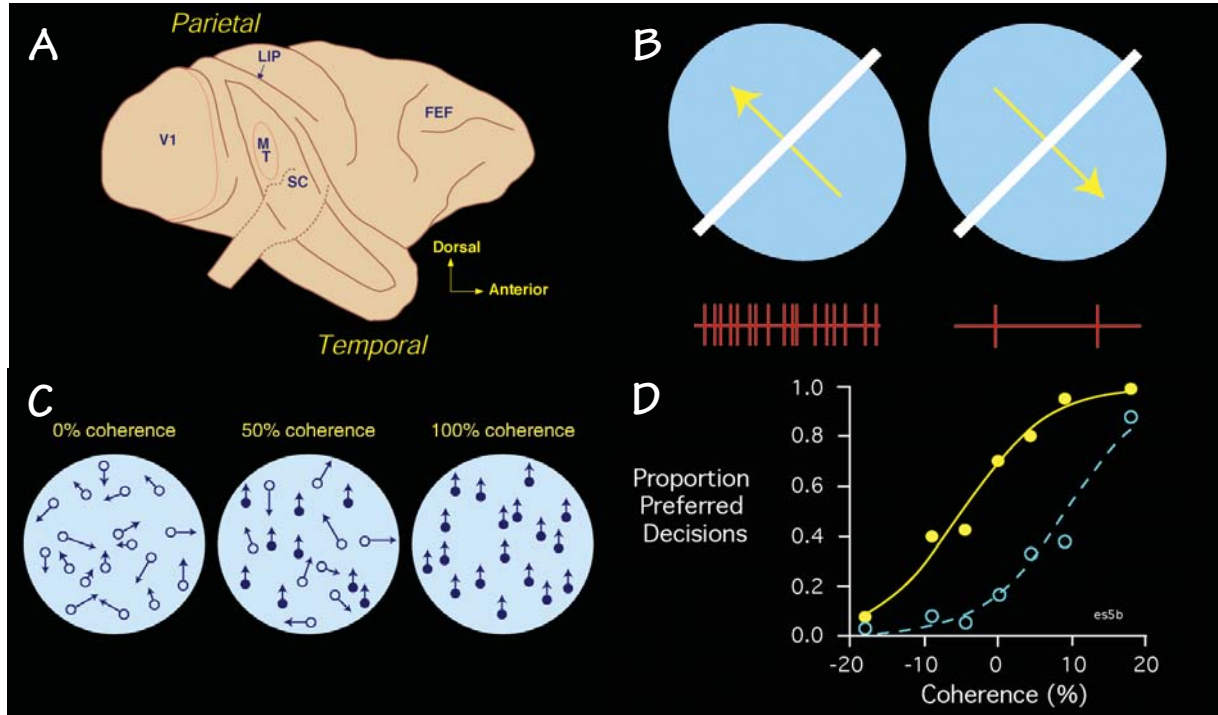 A
Parietal
LIP
FEF
V1
M
T
SC
Dorsal
Anterior
Temporal
B
C
0% coherence
50% coherence
100% coherence
D
Proportion
Preferred
Decisions
1.0
0.8
0.6
0.4
0.2
0.0
es5b
-20
-10
0
10
20
Coherence (%)